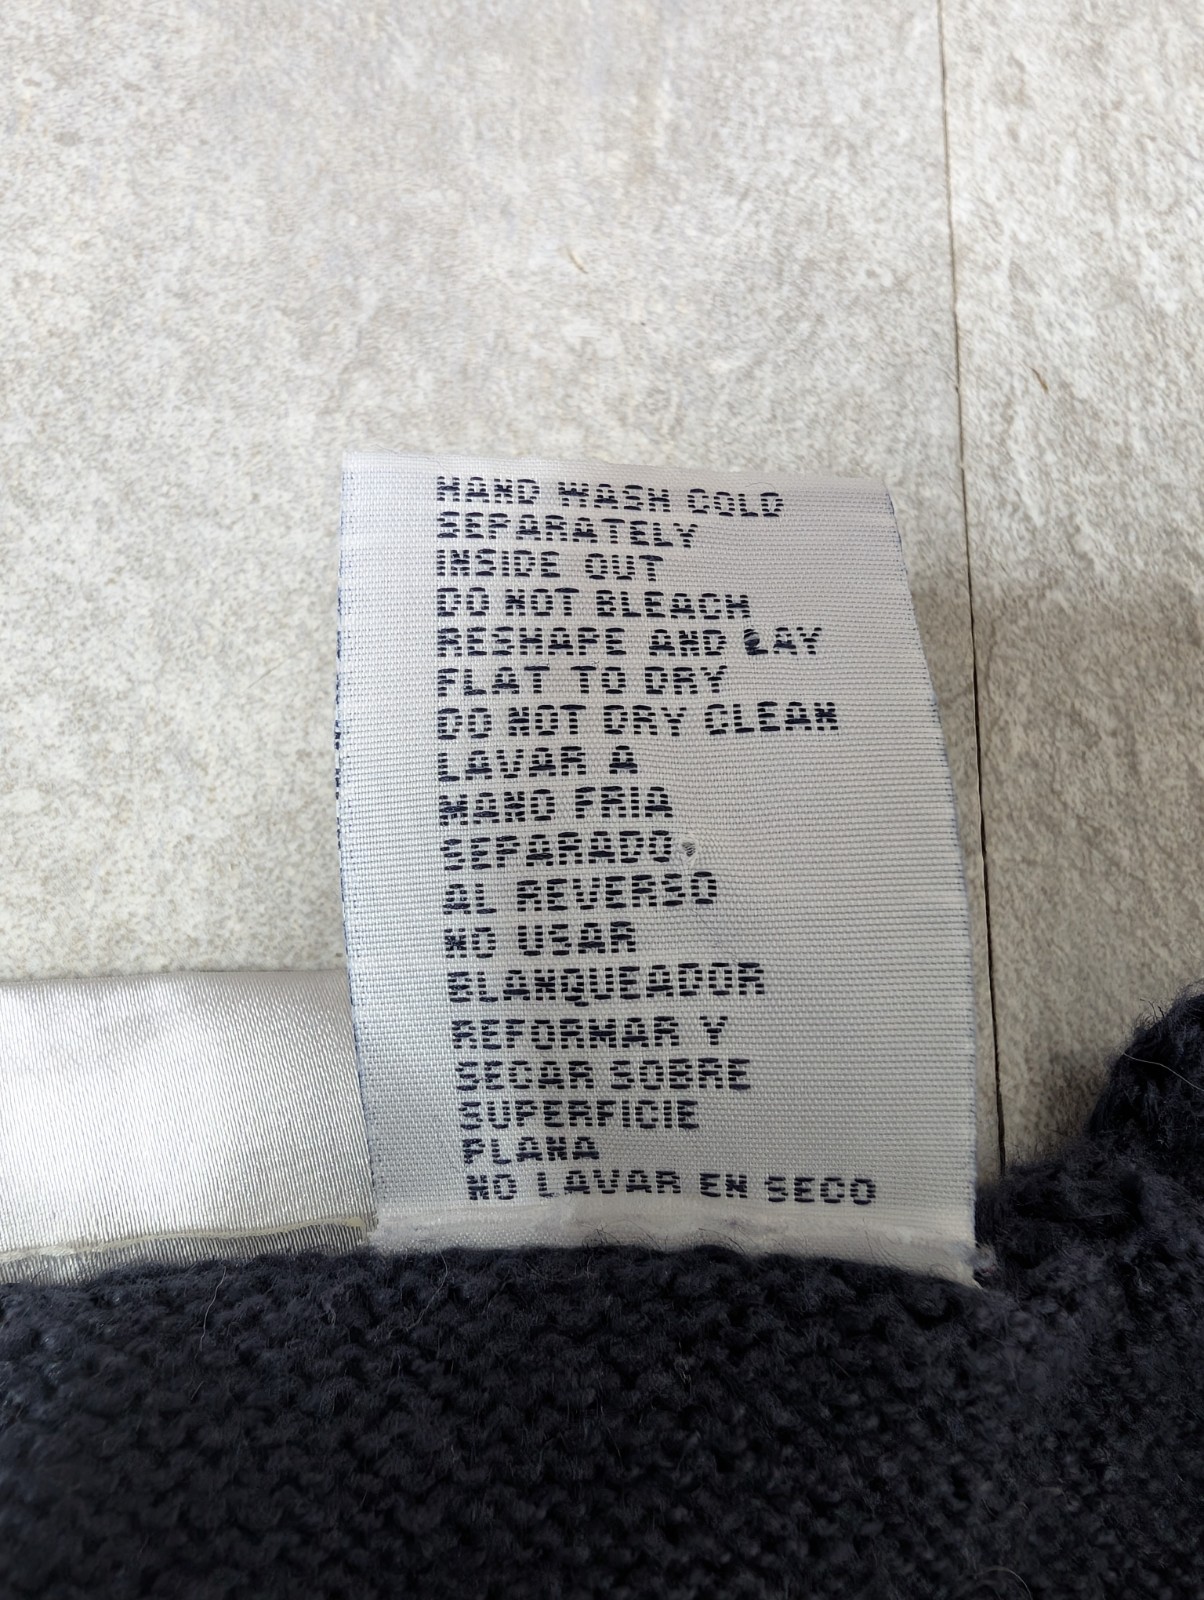 HAND WASH COLD
SEPARATELY
INSIDE OUT
DO NOT BLEACH
RESHAPE AND LAY
FLAT TO DRY
DO NOT DRY CLEAN
LAVAR A
MANO FRIA
SEPARADO
AL REVERSO
NO USAR
BLANQUEADOR
REFORMAR Y
SECAR SOBRE
SUPERFICIE
PLANA
NO LAVAR EN SECO